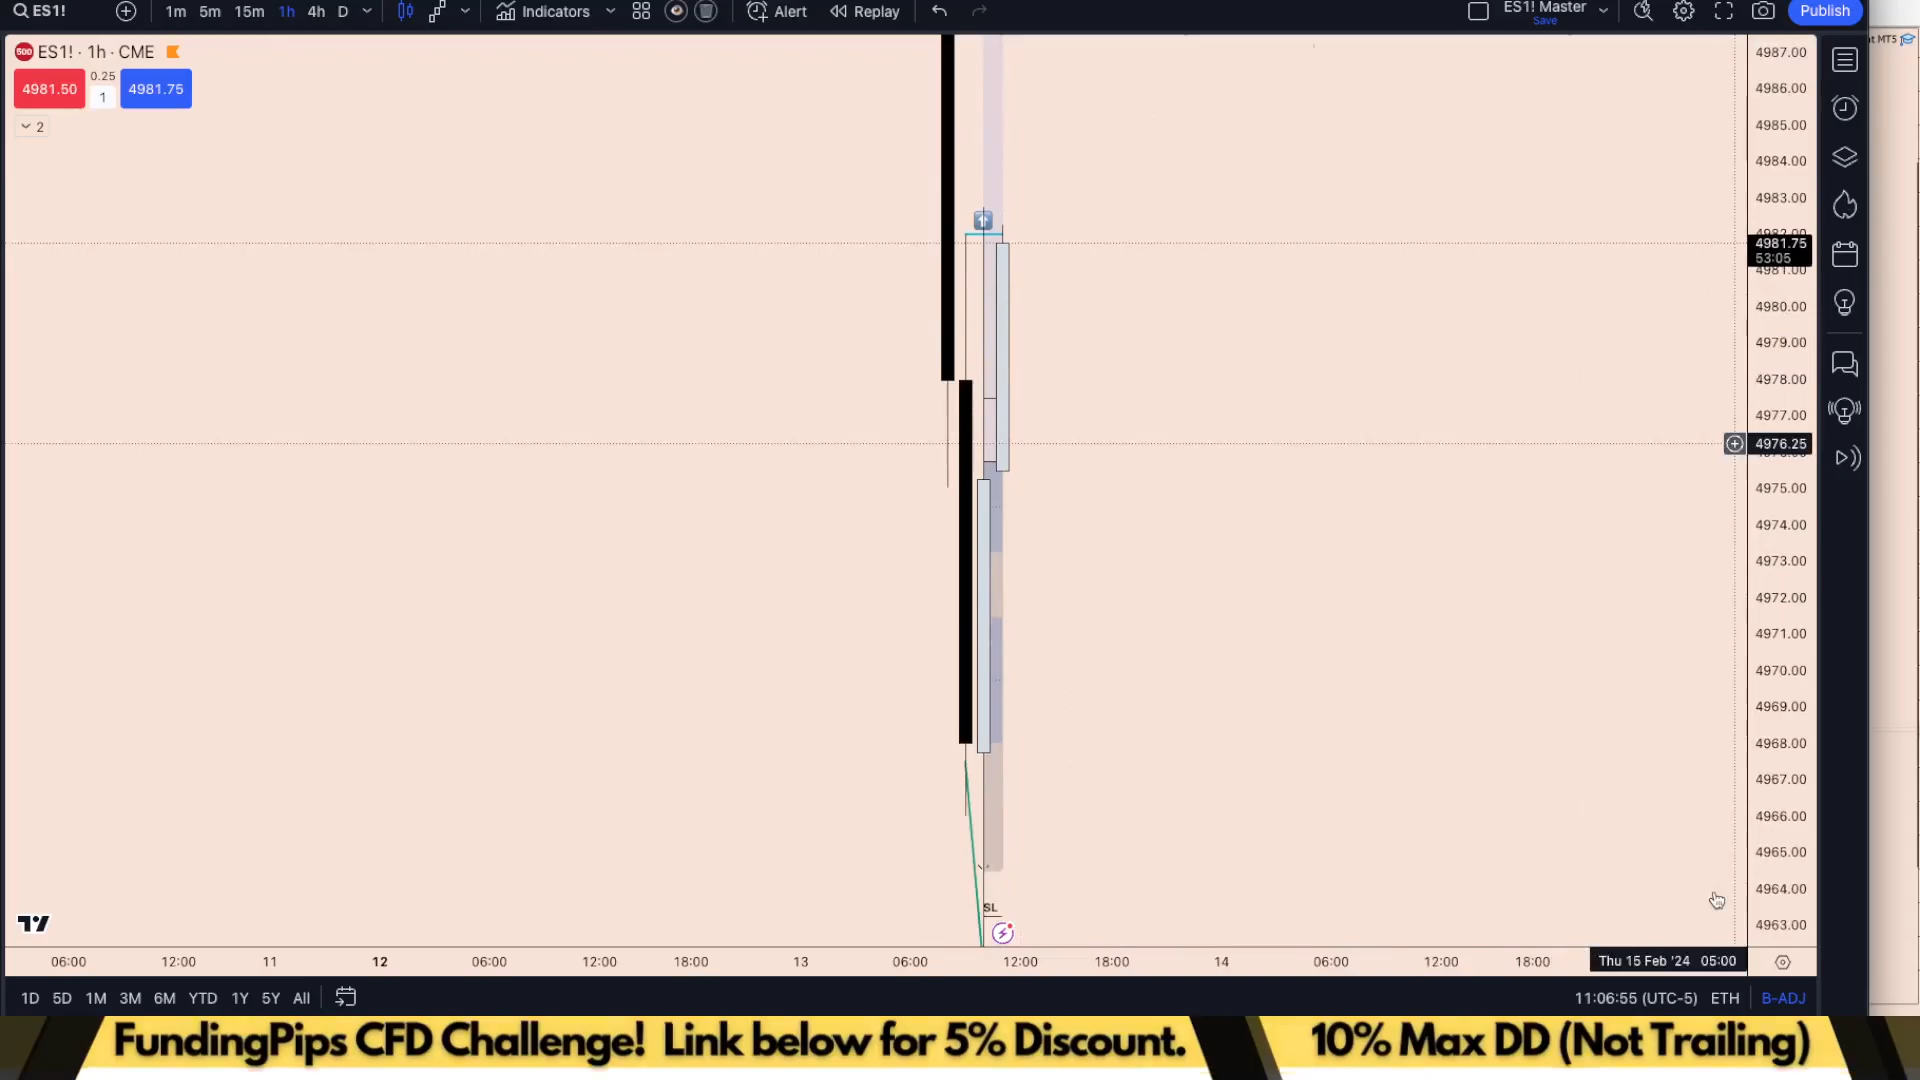 ES1!
1m 5m 15m 1h 4h D
Indicators
Alert
Replay
ES1! Master
Save
Publish
500 ES1! · 1h · CME
4981.50
0.25
1
4981.75
2
t MT5
4987.00
4986.00
4985.00
4984.00
4983.00
4981.75
53:05
4981.00
4980.00
4979.00
4978.00
4977.00
4976.25
4975.00
4974.00
4973.00
4972.00
4971.00
4970.00
4969.00
4968.00
4967.00
4966.00
4965.00
4964.00
4963.00
SL
06:00 12:00 11 12 06:00 12:00 18:00 13 06:00 12:00 18:00 14 06:00 12:00 18:00 Thu 15 Feb '24 05:00
1D 5D 1M 3M 6M YTD 1Y 5Y All
11:06:55 (UTC-5) ETH B-ADJ
FundingPips CFD Challenge! Link below for 5% Discount. 10% Max DD (Not Trailing)